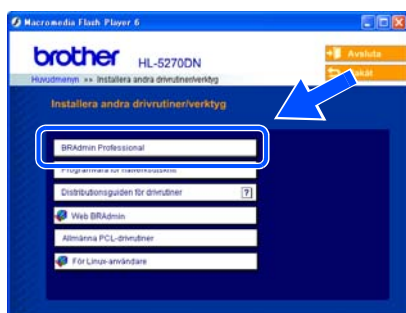 Macromedia Flash Player 6
brother HL-5270DN
Avsluta
Huvudmenyn »» Installera andra drivrutiner/verktyg
Installera andra drivrutiner/verktyg
BRAdmin Professional
Distributionsguiden för drivrutiner ?
Web BRAdmin
Allmänna PCL-drivrutiner
För Linux-användare